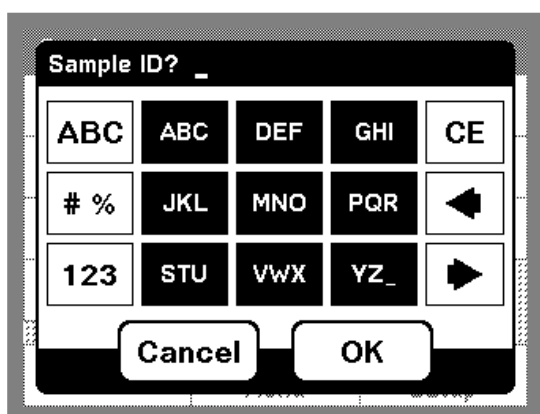 Sample ID? _
ABC ABC DEF GHI CE
# % JKL MNO PQR
123 STU VWX YZ_
Cancel OK